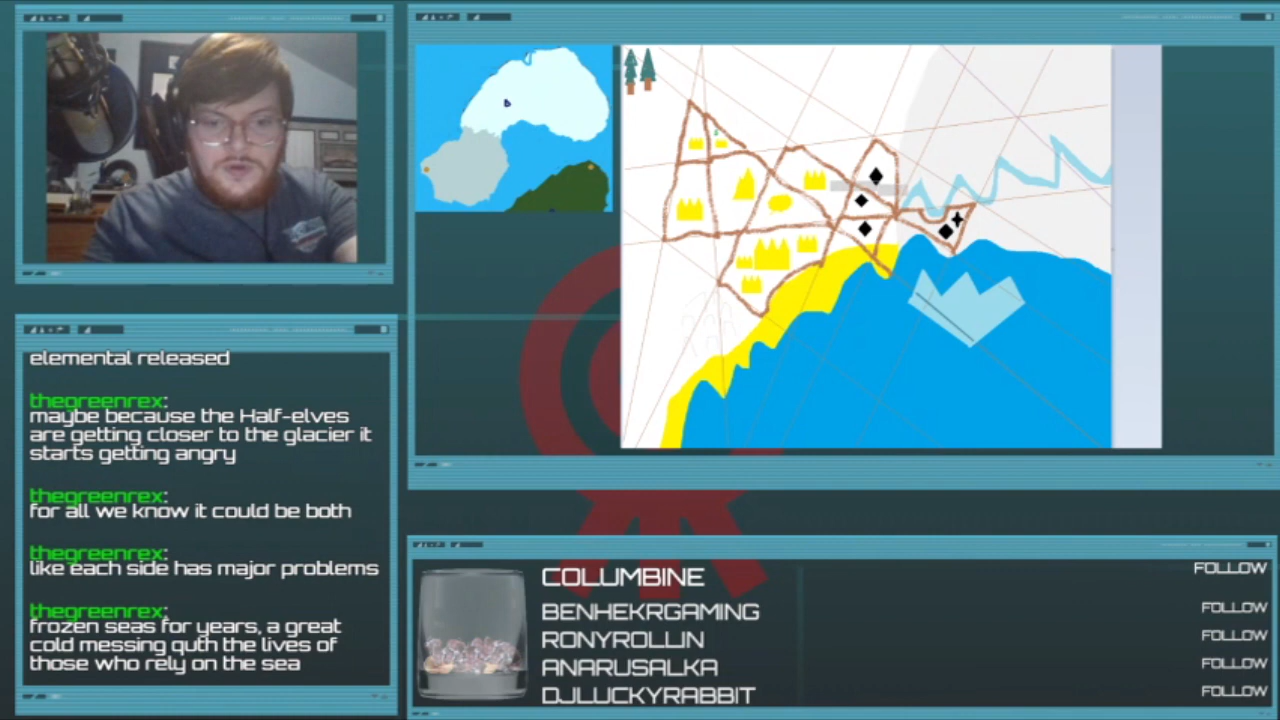 elemental released
thegreenrex:
maybe because the Half-elves
are getting closer to the glacier it
starts getting angry
thegreenrex:
for all we know it could be both
thegreenrex:
like each side has major problems
thegreenrex:
frozen seas for years, a great
cold messing quth the lives of
those who rely on the sea
COLUMBINE FOLLOW
BENHEKRGAMING FOLLOW
RONYROLLIN FOLLOW
ANARUSALKA FOLLOW
DJLUCKYRABBIT FOLLOW